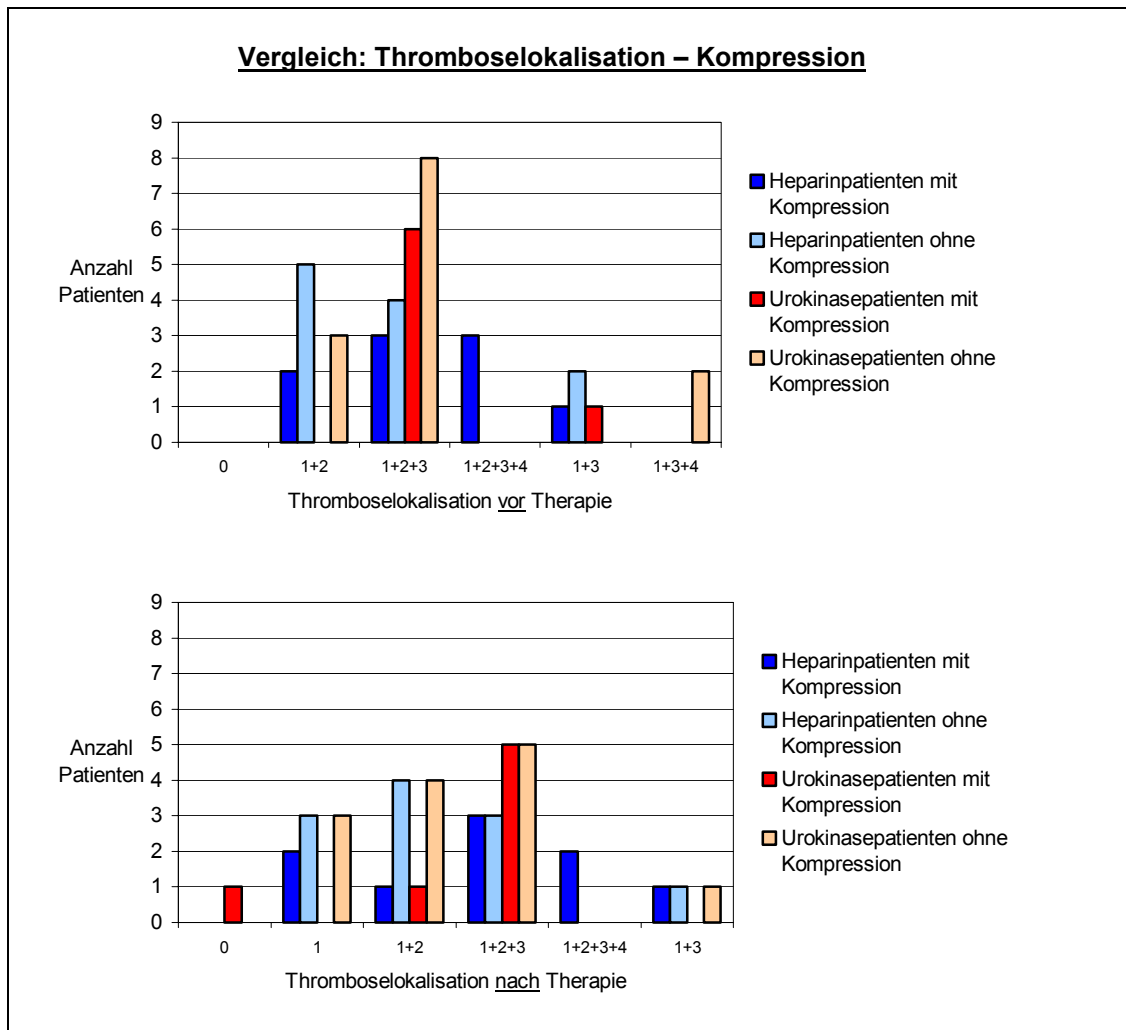 Vergleich: Thromboselokalisation – Kompression
9
8
7
6
5
4
3
2
1
0
Anzahl
Patienten
0 1+2 1+2+3 1+2+3+4 1+3 1+3+4
Thromboselokalisation vor Therapie
Heparinpatienten mit
Kompression
Heparinpatienten ohne
Kompression
Urokinasepatienten mit
Kompression
Urokinasepatienten ohne
Kompression
9
8
7
6
5
4
3
2
1
0
Anzahl
Patienten
0 1 1+2 1+2+3 1+2+3+4 1+3
Thromboselokalisation nach Therapie
Heparinpatienten mit
Kompression
Heparinpatienten ohne
Kompression
Urokinasepatienten mit
Kompression
Urokinasepatienten ohne
Kompression